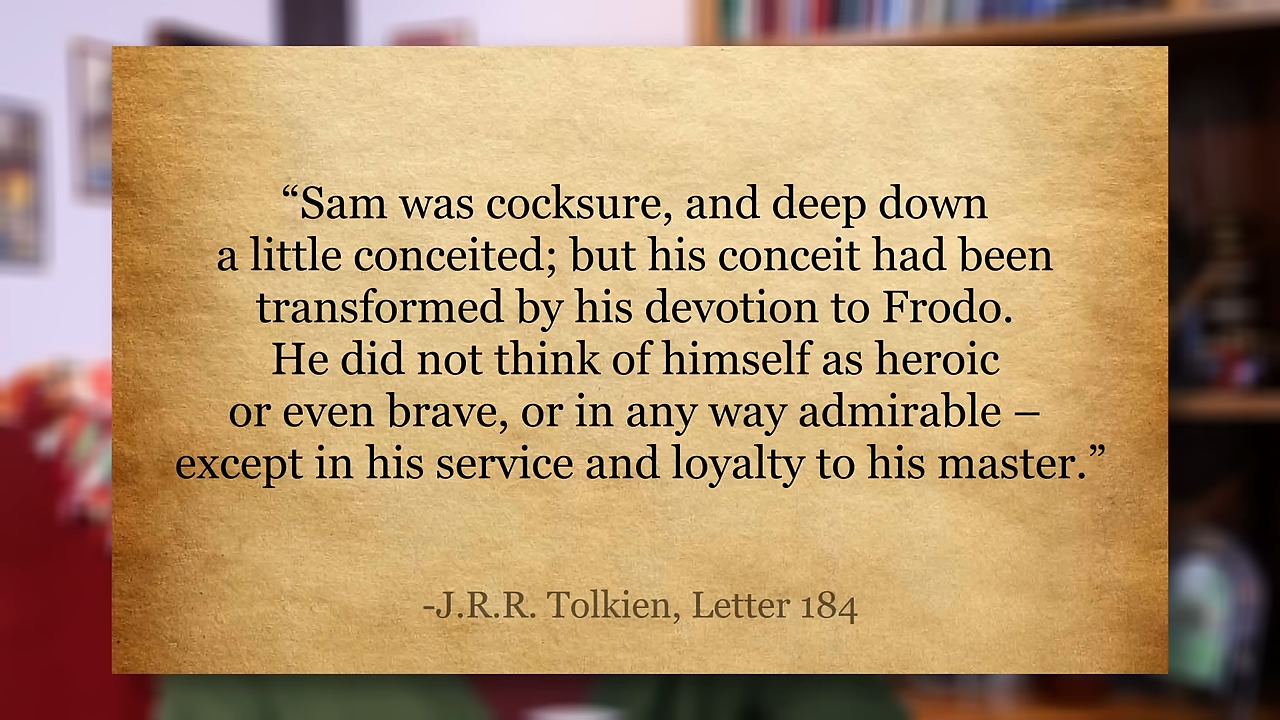 “Sam was cocksure, and deep down
a little conceited; but his conceit had been
transformed by his devotion to Frodo.
He did not think of himself as heroic
or even brave, or in any way admirable –
except in his service and loyalty to his master.”
-J.R.R. Tolkien, Letter 184